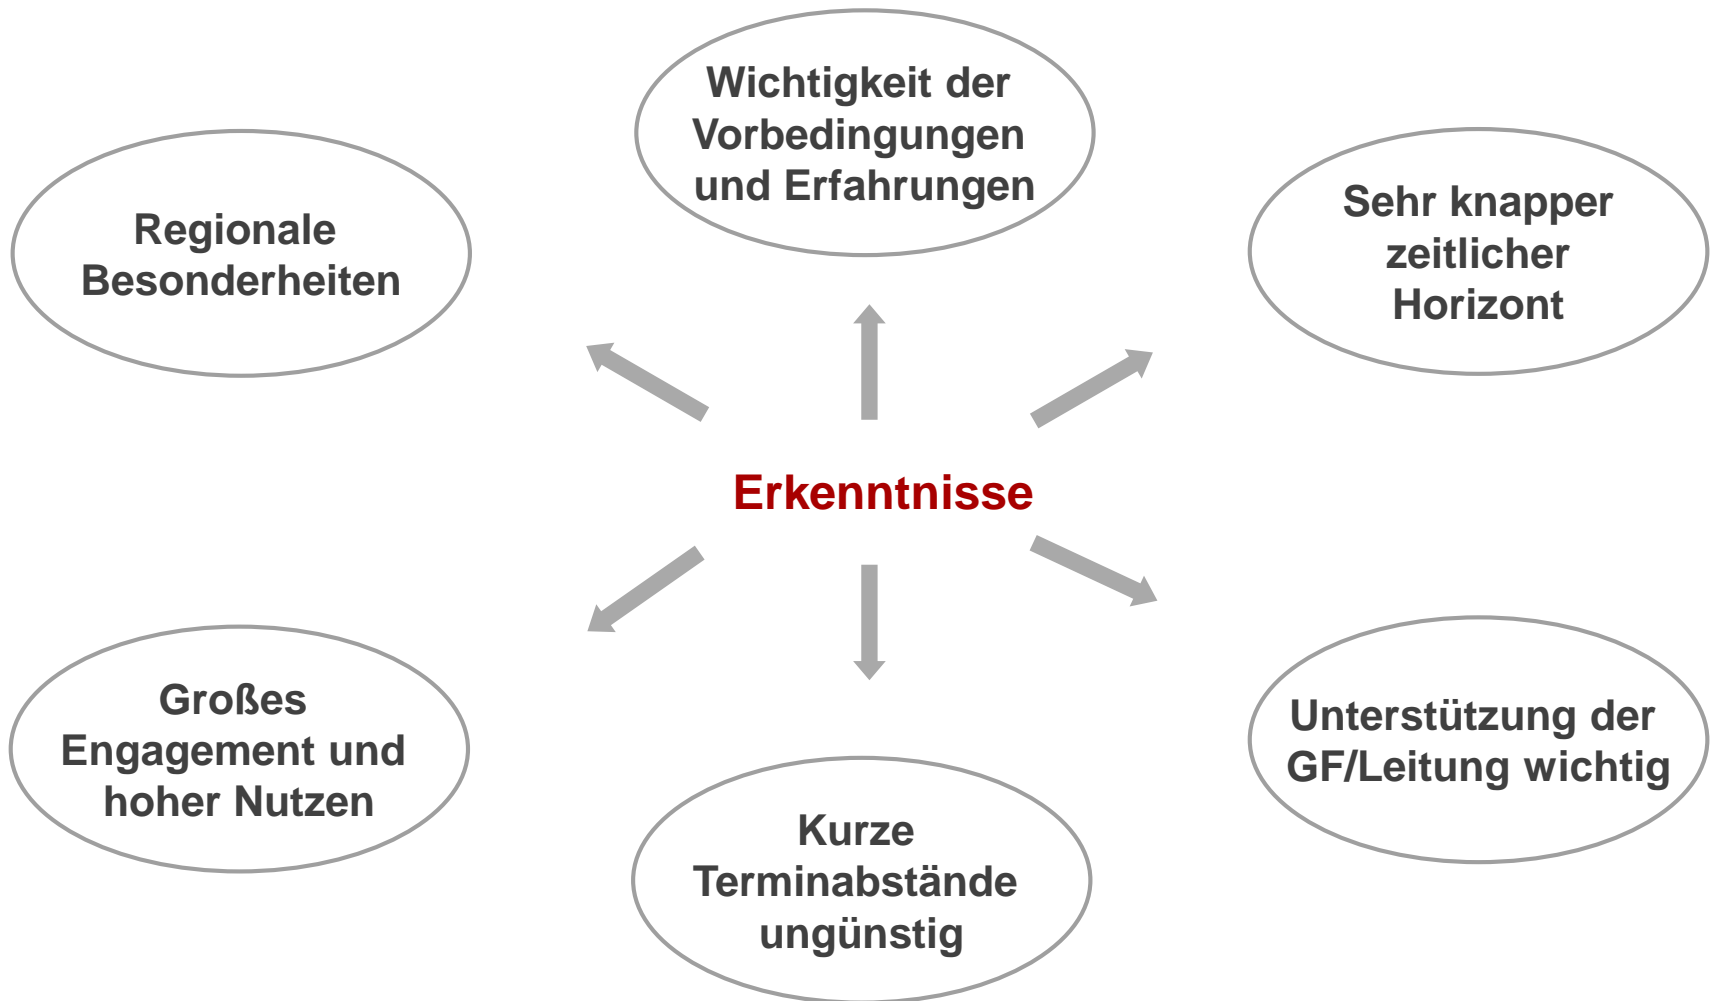 Wichtigkeit der
Vorbedingungen
und Erfahrungen
Regionale
Besonderheiten
Sehr knapper
zeitlicher
Horizont
Erkenntnisse
Großes
Engagement und
hoher Nutzen
Kurze
Terminabstände
ungünstig
Unterstützung der
GF/Leitung wichtig